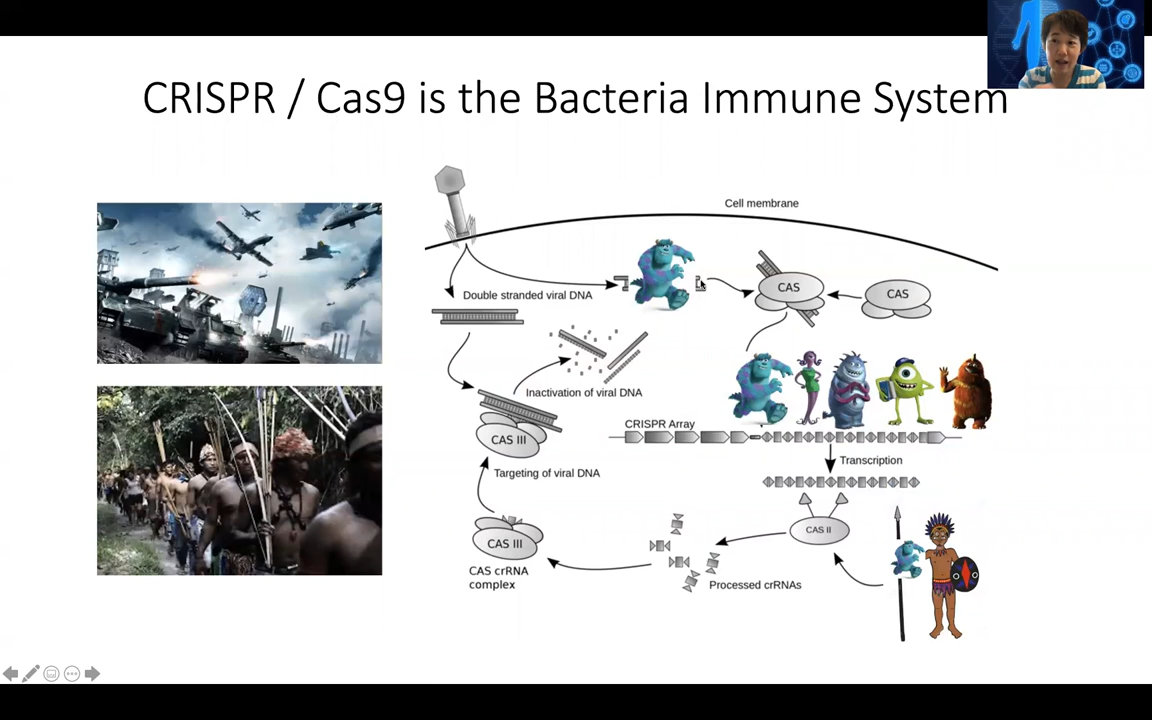 CRISPR / Cas9 is the Bacteria Immune System
Cell membrane
Double stranded viral DNA
CAS
CAS
Inactivation of viral DNA
CRISPR Array
CAS III
Transcription
Targeting of viral DNA
CAS II
CAS III
CAS crRNA
complex
Processed crRNAs